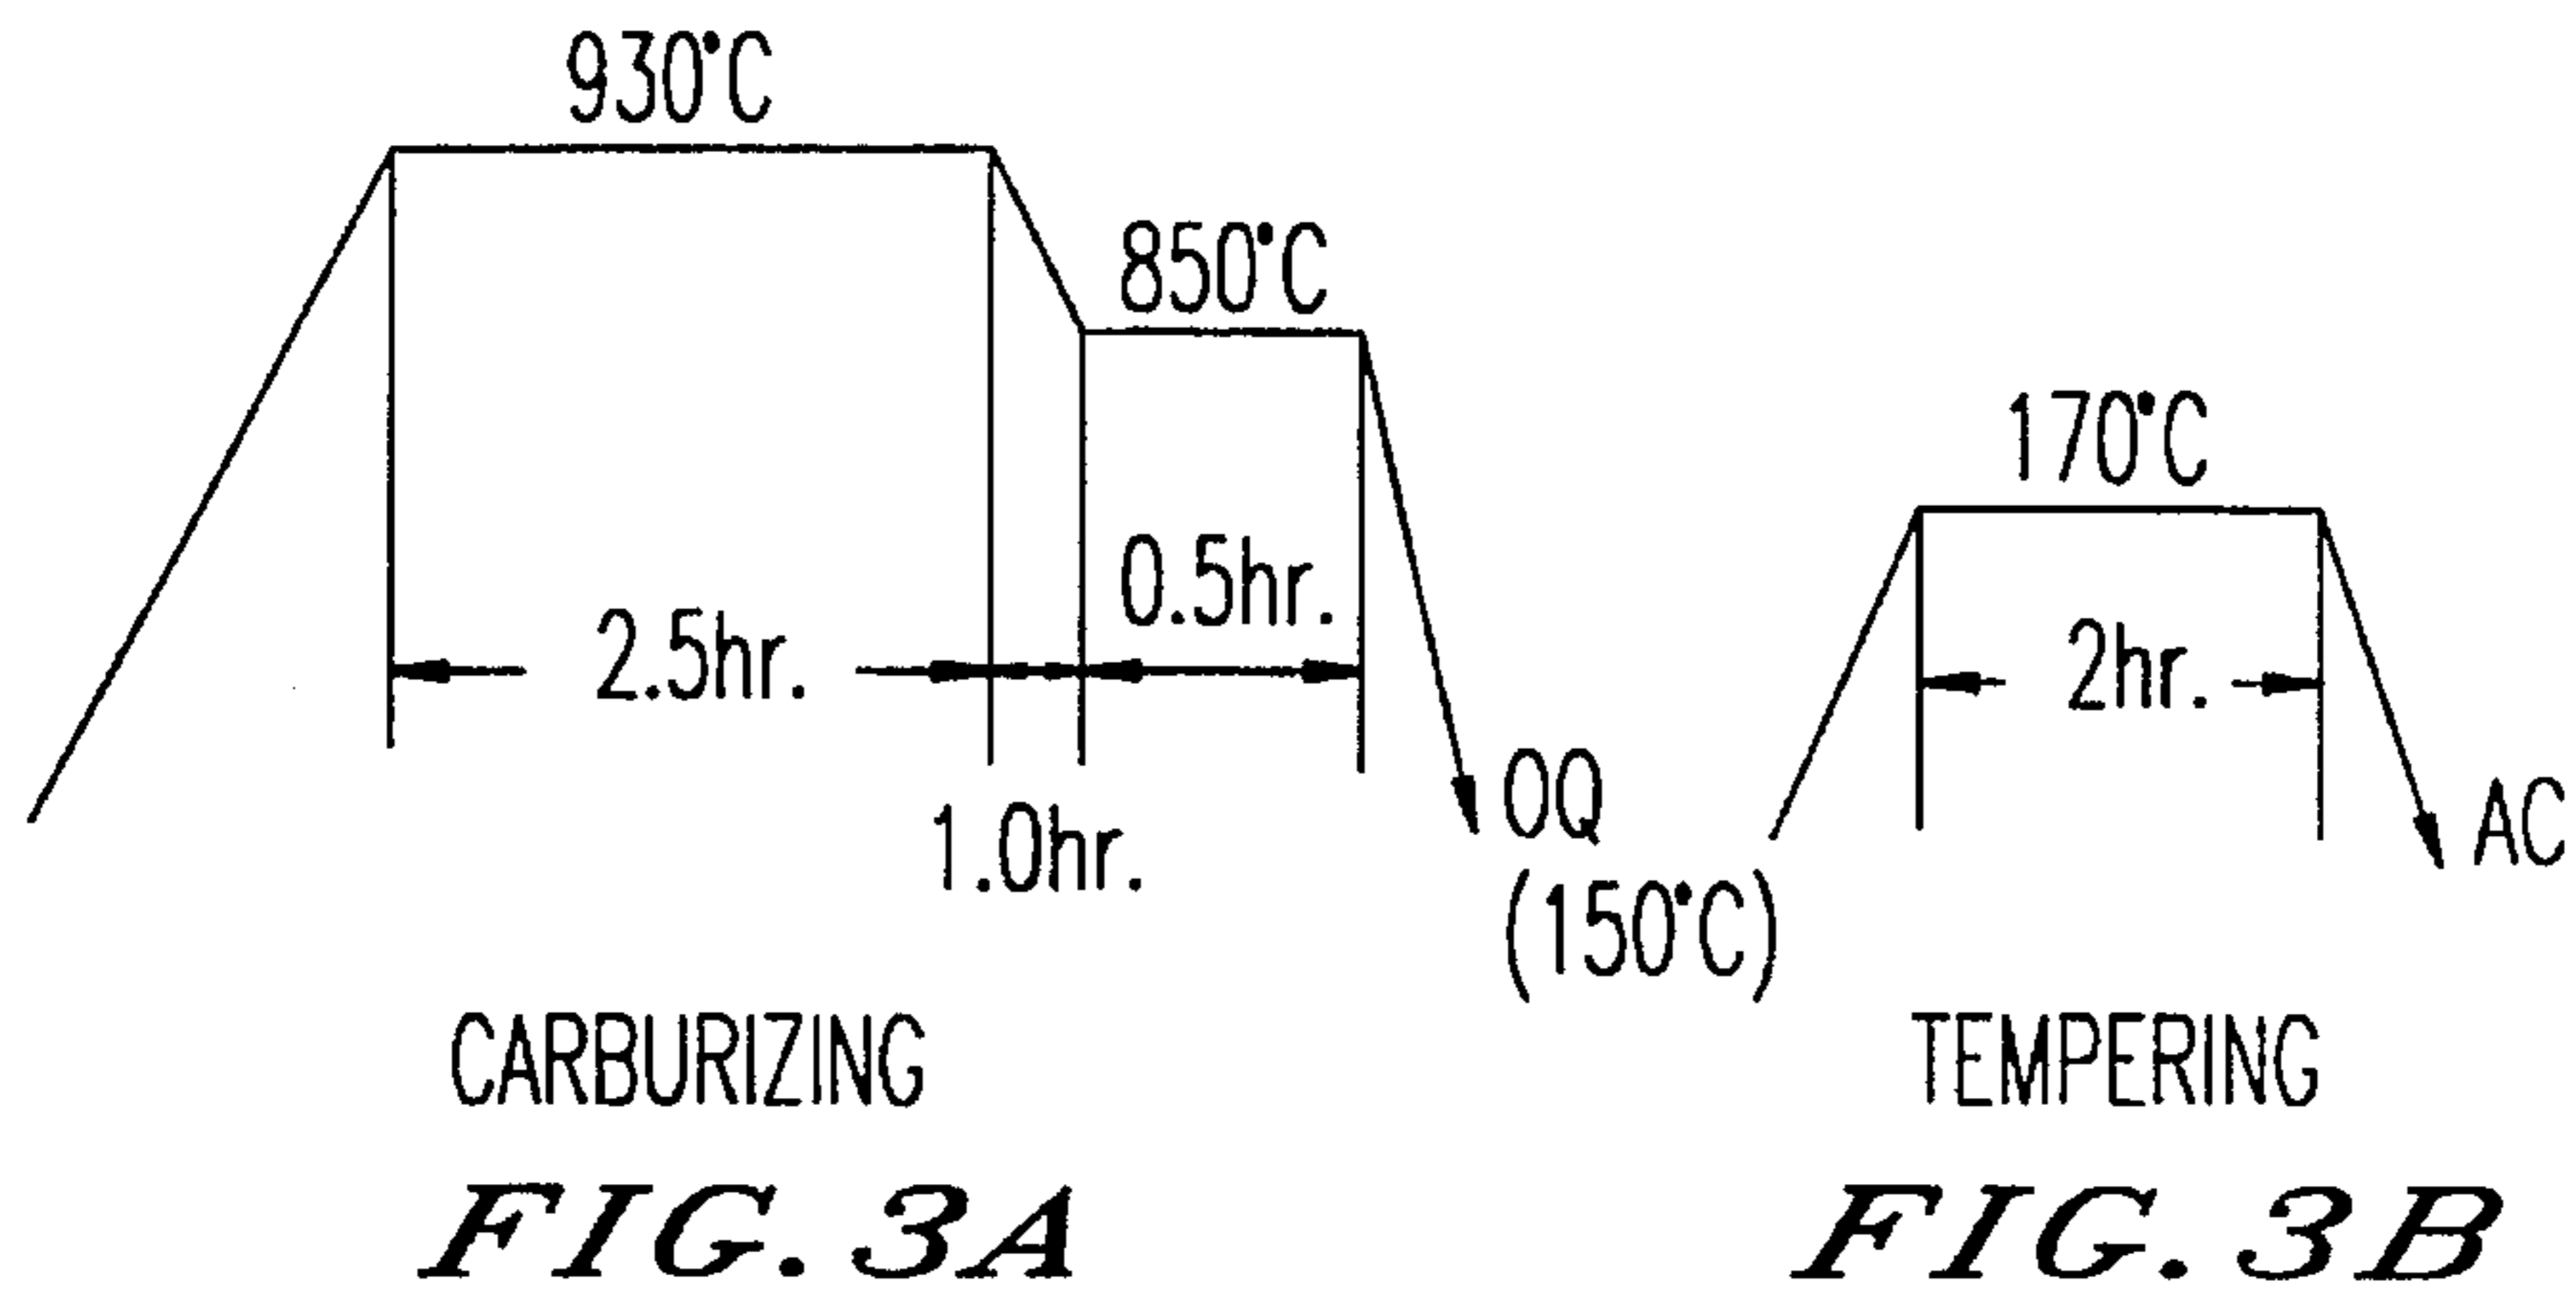 930°C
850°C
2.5hr.
0.5hr.
1.0hr.
OQ
(150°C)
CARBURIZING
FIG. 3A
170°C
2hr.
AC
TEMPERING
FIG. 3B